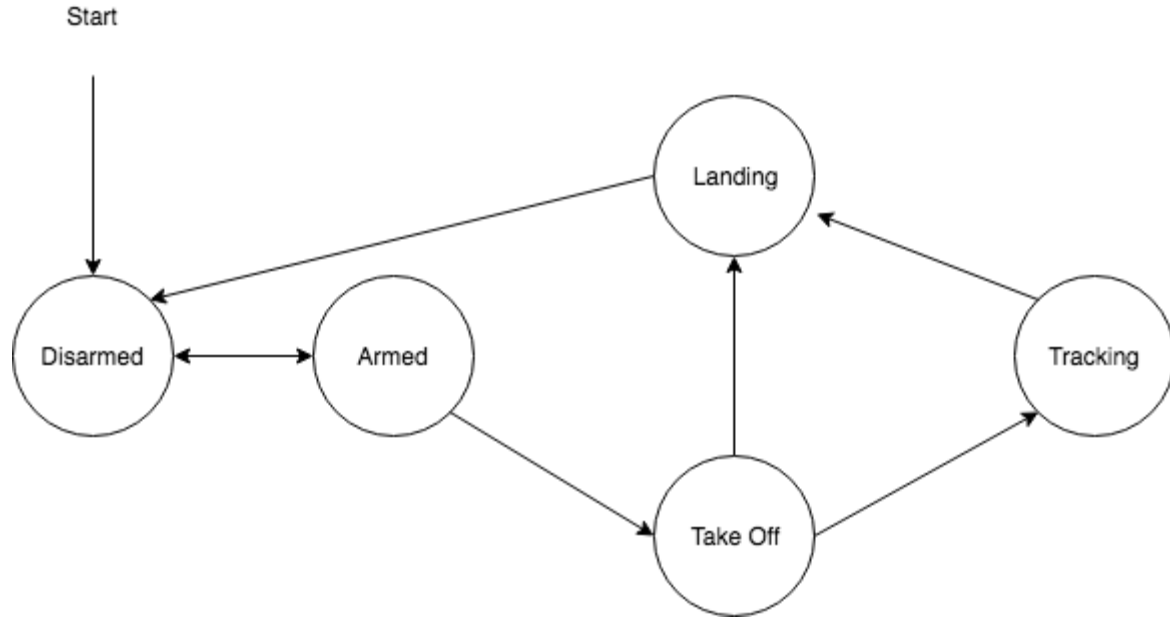 Start
Landing
Disarmed
Armed
Tracking
Take Off